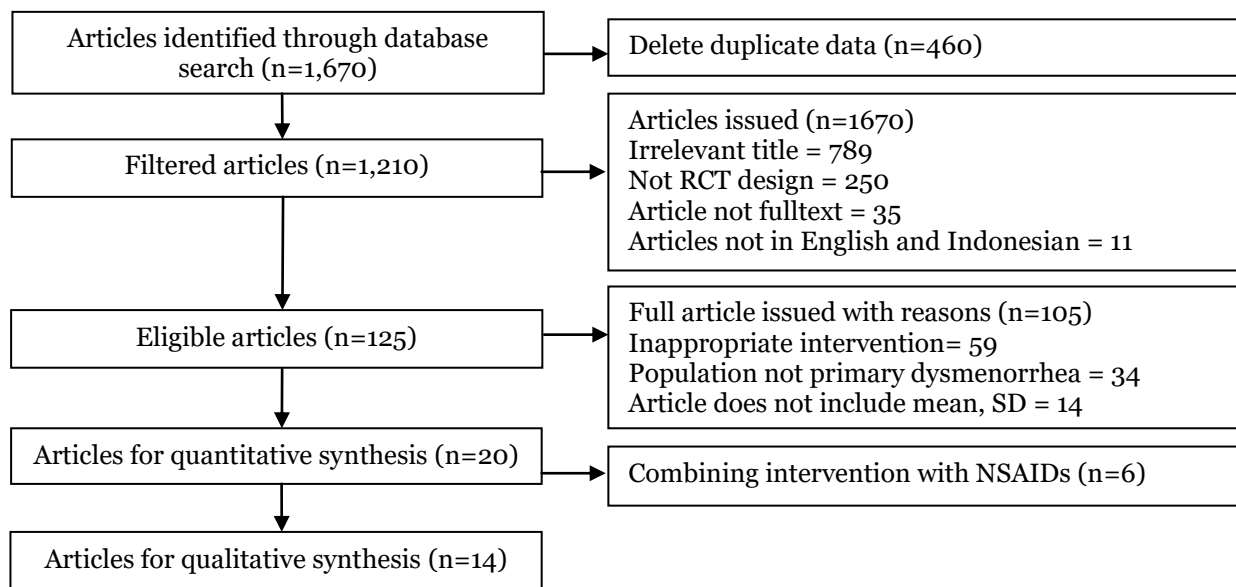 Articles identified through database
search (n=1,670)
Delete duplicate data (n=460)
Filtered articles (n=1,210)
Articles issued (n=1670)
Irrelevant title = 789
Not RCT design = 250
Article not fulltext = 35
Articles not in English and Indonesian = 11
Eligible articles (n=125)
Full article issued with reasons (n=105)
Inappropriate intervention= 59
Population not primary dysmenorrhea = 34
Article does not include mean, SD = 14
Articles for quantitative synthesis (n=20)
Combining intervention with NSAIDs (n=6)
Articles for qualitative synthesis (n=14)